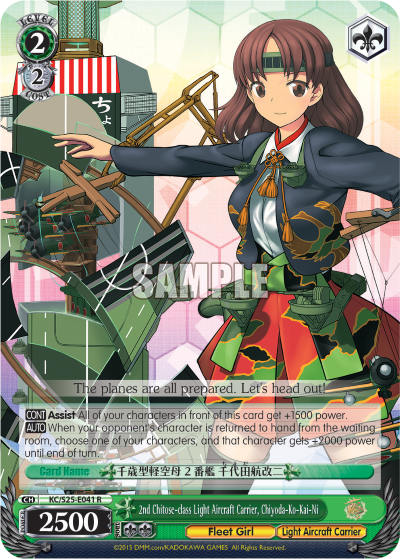 LEVEL
2
2
COST
ちよ
SAMPLE
The planes are all prepared. Let's head out!
CONT Assist All of your characters in front of this card get +1500 power.
AUTO When your opponent's character is returned to hand from the waiting
room, choose one of your characters, and that character gets +2000 power
until end of turn.
Card Name 千歳型軽空母 2番艦 千代田航改二
CH KC/S25-E041 R
2nd Chitose-class Light Aircraft Carrier, Chiyoda-Ko-Kai-Ni
POWER 2500 SOUL
Fleet Girl
Light Aircraft Carrier
©2015 DMM.com/KADOKAWA GAMES All Rights Reserved.